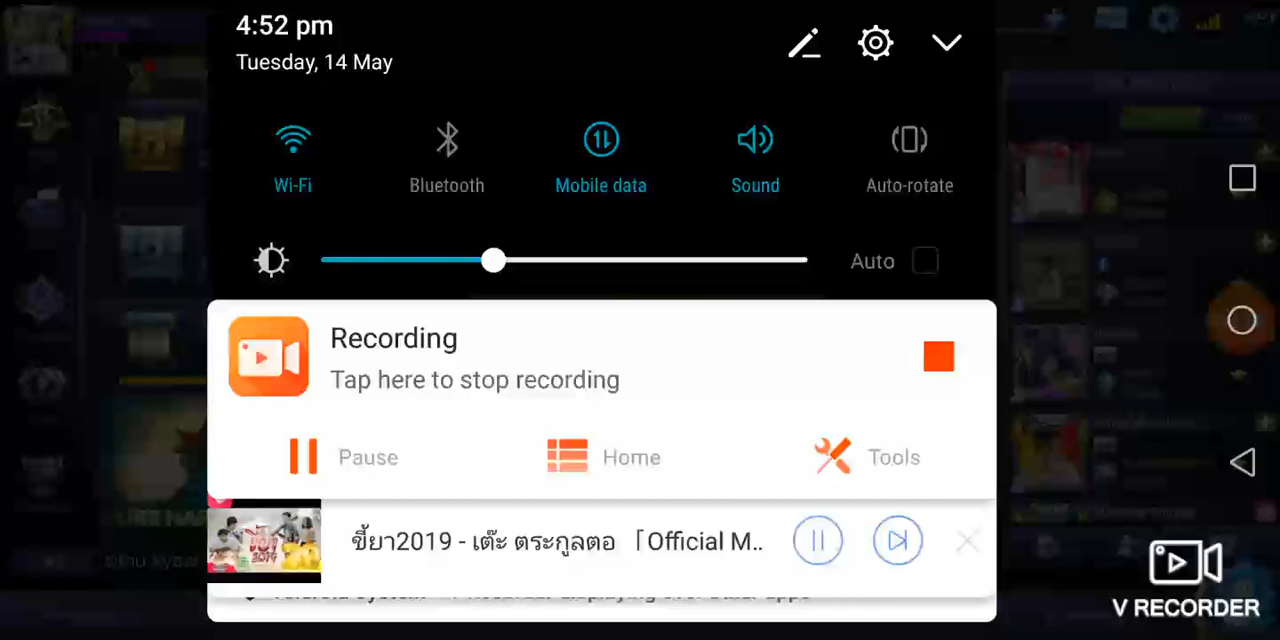 4:52 pm
Tuesday, 14 May
Wi-Fi
Bluetooth
Mobile data
Sound
Auto-rotate
Auto
Recording
Tap here to stop recording
Pause
Home
Tools
ขี้ยา2019 - เต๊ะ ตระกูลตอ 「Official M..
V RECORDER